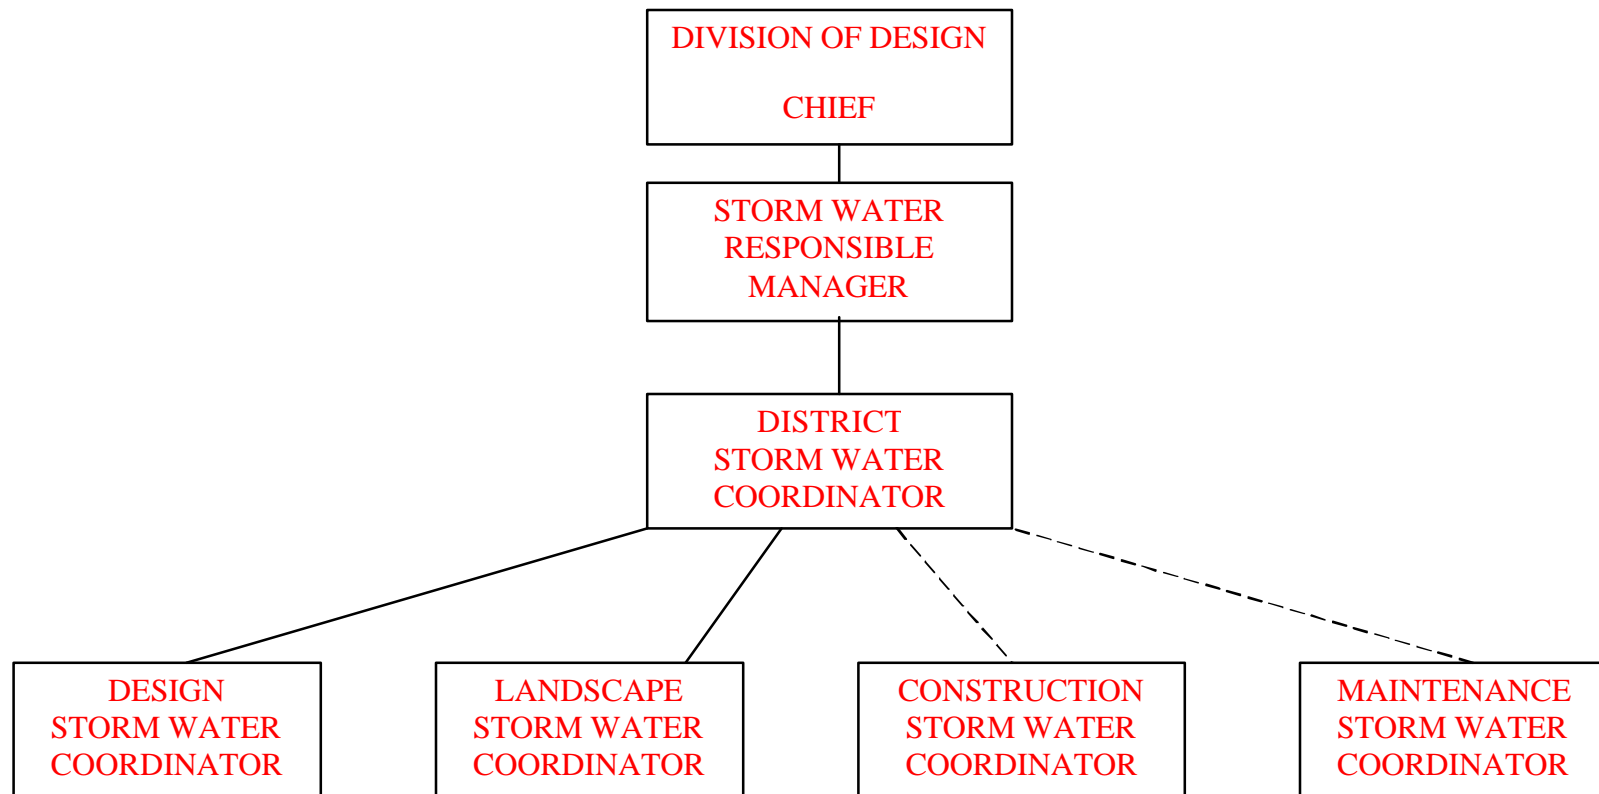 DIVISION OF DESIGN
CHIEF
STORM WATER
RESPONSIBLE
MANAGER
DISTRICT
STORM WATER
COORDINATOR
DESIGN
STORM WATER
COORDINATOR
LANDSCAPE
STORM WATER
COORDINATOR
CONSTRUCTION
STORM WATER
COORDINATOR
MAINTENANCE
STORM WATER
COORDINATOR